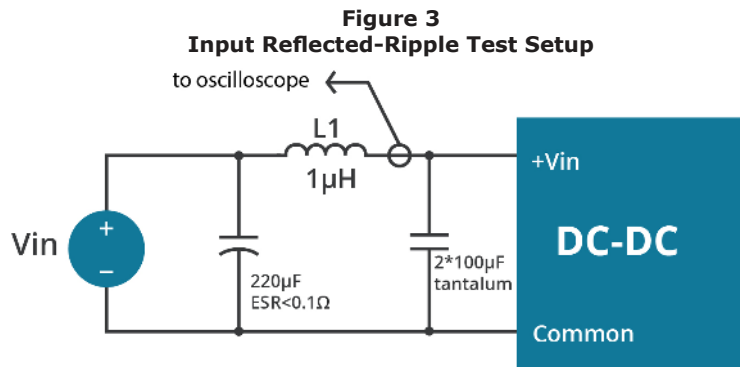 Figure 3
Input Reflected-Ripple Test Setup
to oscilloscope
L1
1µH
+Vin
Vin
+
−
DC-DC
220µF
ESR<0.1Ω
2*100µF
tantalum
Common